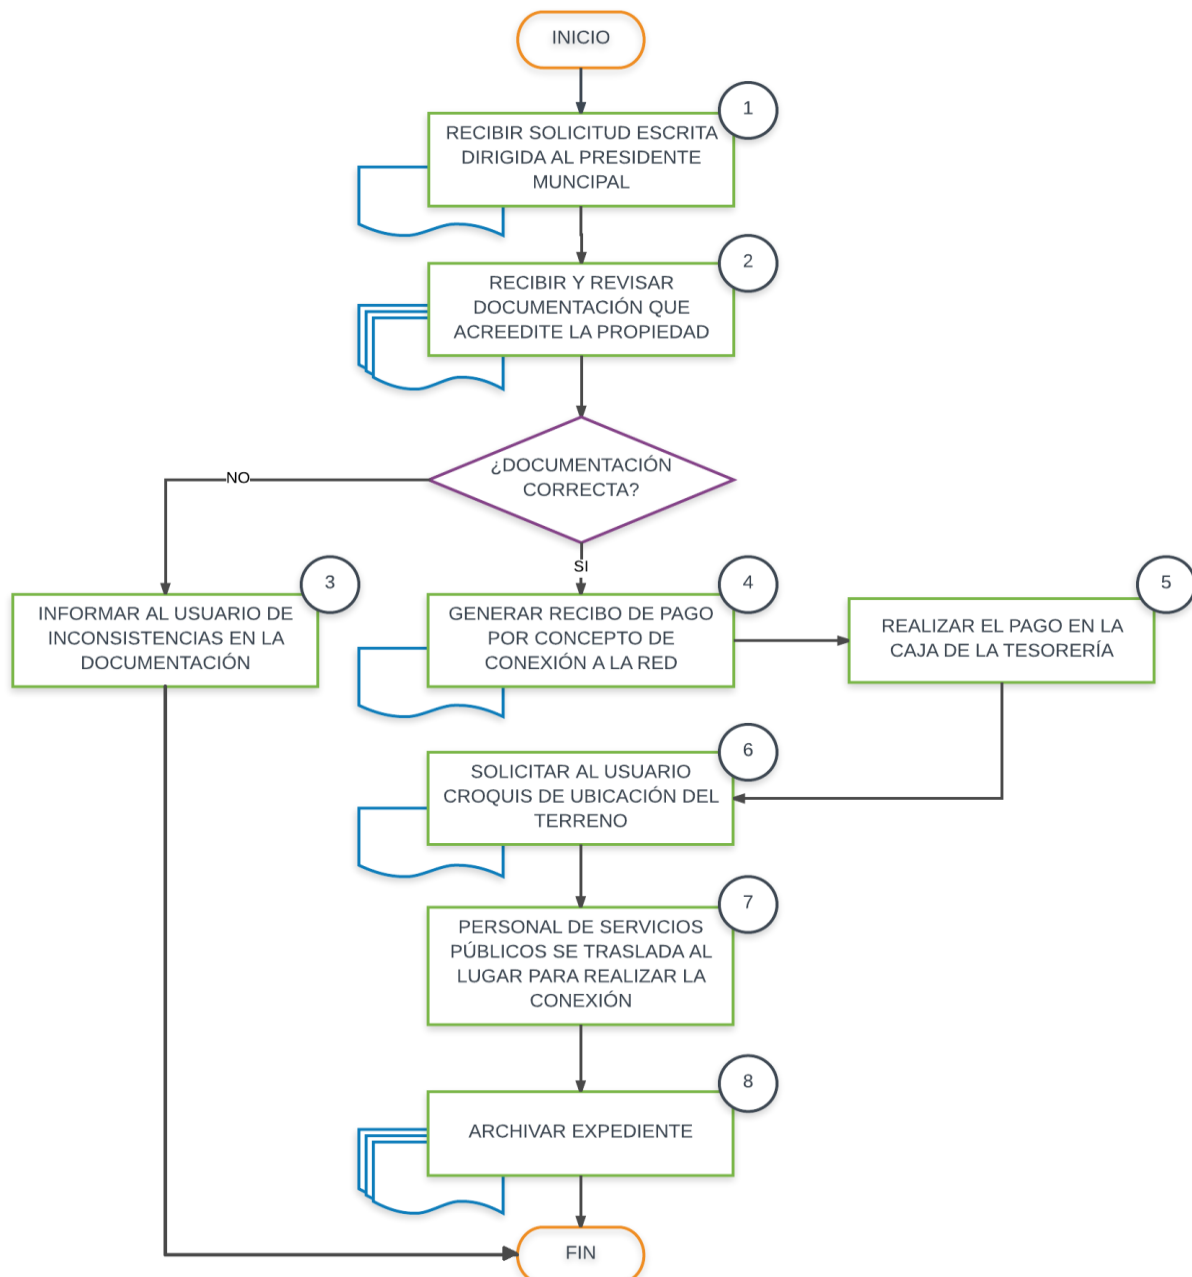 INICIO
1
RECIBIR SOLICITUD ESCRITA
DIRIGIDA AL PRESIDENTE
MUNCIPAL
2
RECIBIR Y REVISAR
DOCUMENTACIÓN QUE
ACREEDITE LA PROPIEDAD
¿DOCUMENTACIÓN
CORRECTA?
NO
SI
3
INFORMAR AL USUARIO DE
INCONSISTENCIAS EN LA
DOCUMENTACIÓN
4
GENERAR RECIBO DE PAGO
POR CONCEPTO DE
CONEXIÓN A LA RED
5
REALIZAR EL PAGO EN LA
CAJA DE LA TESORERÍA
6
SOLICITAR AL USUARIO
CROQUIS DE UBICACIÓN DEL
TERRENO
7
PERSONAL DE SERVICIOS
PÚBLICOS SE TRASLADA AL
LUGAR PARA REALIZAR LA
CONEXIÓN
8
ARCHIVAR EXPEDIENTE
FIN